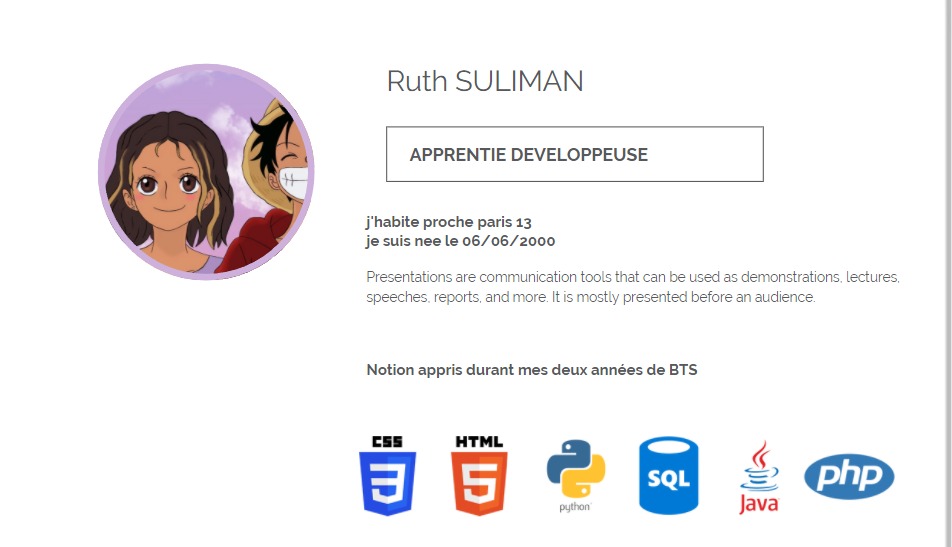 Ruth SULIMAN
APPRENTIE DEVELOPPEUSE
j'habite proche paris 13
je suis nee le 06/06/2000
Presentations are communication tools that can be used as demonstrations, lectures,
speeches, reports, and more. It is mostly presented before an audience.
Notion appris durant mes deux années de BTS
CSS HTML
3 5 python SQL Java php